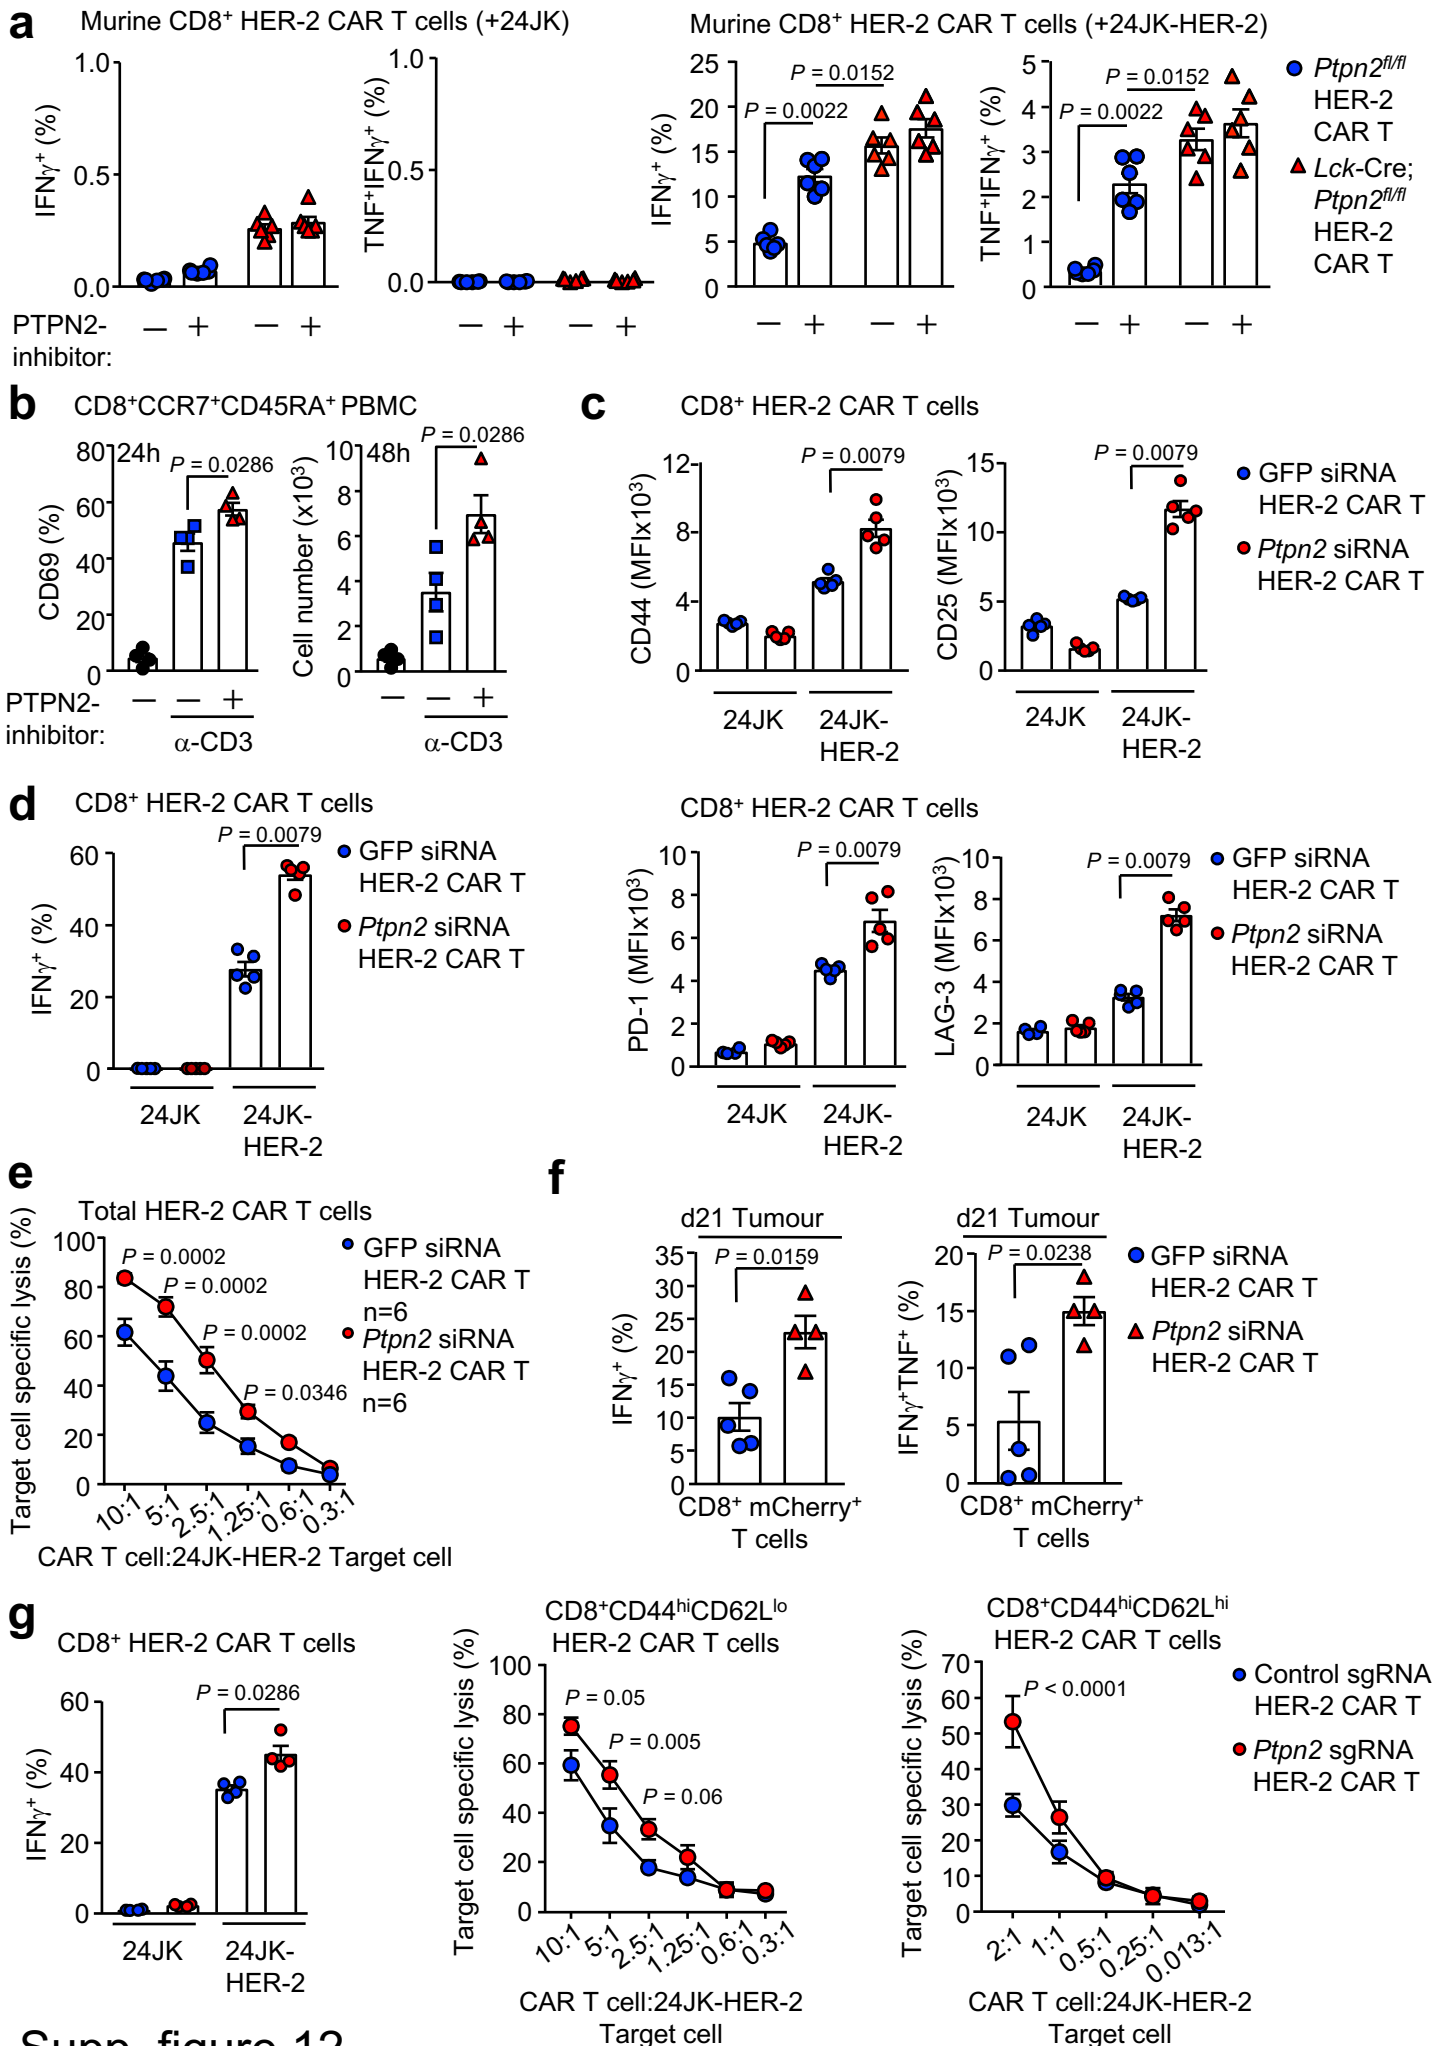 a
Murine CD8⁺ HER-2 CAR T cells (+24JK)
Murine CD8⁺ HER-2 CAR T cells (+24JK-HER-2)
IFNγ⁺ (%)
1.0
0.5
0.0
TNF⁺IFNγ⁺ (%)
1.0
0.5
0.0
IFNγ⁺ (%)
25
20
15
10
5
0
P = 0.0152
P = 0.0022
TNF⁺IFNγ⁺ (%)
5
4
3
2
1
0
P = 0.0152
P = 0.0022
Ptpn2ᶠˡ/ᶠˡ
HER-2
CAR T
Lck-Cre;
Ptpn2ᶠˡ/ᶠˡ
HER-2
CAR T
PTPN2-
inhibitor:
— + — +
— + — +
— + — +
— + — +
b
CD8⁺CCR7⁺CD45RA⁺ PBMC
CD69 (%)
80
60
40
20
0
24h
P = 0.0286
Cell number (x10³)
10
8
6
4
2
0
48h
P = 0.0286
PTPN2-
inhibitor:
— — +
α-CD3
— — +
α-CD3
c
CD8⁺ HER-2 CAR T cells
CD44 (MFIx10³)
12
8
4
0
P = 0.0079
24JK
24JK-
HER-2
CD25 (MFIx10³)
15
10
5
0
P = 0.0079
24JK
24JK-
HER-2
GFP siRNA
HER-2 CAR T
Ptpn2 siRNA
HER-2 CAR T
d
CD8⁺ HER-2 CAR T cells
IFNγ⁺ (%)
60
40
20
0
P = 0.0079
24JK
24JK-
HER-2
GFP siRNA
HER-2 CAR T
Ptpn2 siRNA
HER-2 CAR T
CD8⁺ HER-2 CAR T cells
PD-1 (MFIx10³)
10
8
6
4
2
0
P = 0.0079
24JK
24JK-
HER-2
LAG-3 (MFIx10³)
10
8
6
4
2
0
P = 0.0079
24JK
24JK-
HER-2
GFP siRNA
HER-2 CAR T
Ptpn2 siRNA
HER-2 CAR T
e
Total HER-2 CAR T cells
Target cell specific lysis (%)
100
80
60
40
20
0
P = 0.0002
P = 0.0002
P = 0.0002
P = 0.0346
10:1
5:1
2.5:1
1.25:1
0.6:1
0.3:1
CAR T cell:24JK-HER-2 Target cell
GFP siRNA
HER-2 CAR T
n=6
Ptpn2 siRNA
HER-2 CAR T
n=6
f
d21 Tumour
IFNγ⁺ (%)
35
30
25
20
15
10
5
0
P = 0.0159
CD8⁺ mCherry⁺
T cells
d21 Tumour
IFNγ⁺TNF⁺ (%)
20
15
10
5
0
P = 0.0238
CD8⁺ mCherry⁺
T cells
GFP siRNA
HER-2 CAR T
Ptpn2 siRNA
HER-2 CAR T
g
CD8⁺ HER-2 CAR T cells
IFNγ⁺ (%)
60
40
20
0
P = 0.0286
24JK
24JK-
HER-2
CD8⁺CD44ʰⁱCD62Lˡᵒ
HER-2 CAR T cells
Target cell specific lysis (%)
100
80
60
40
20
0
P = 0.05
P = 0.005
P = 0.06
10:1
5:1
2.5:1
1.25:1
0.6:1
0.3:1
CAR T cell:24JK-HER-2
Target cell
CD8⁺CD44ʰⁱCD62Lʰⁱ
HER-2 CAR T cells
Target cell specific lysis (%)
70
60
50
40
30
20
10
0
P < 0.0001
2:1
1:1
0.5:1
0.25:1
0.013:1
CAR T cell:24JK-HER-2
Target cell
Control sgRNA
HER-2 CAR T
Ptpn2 sgRNA
HER-2 CAR T
Supp. figure 12